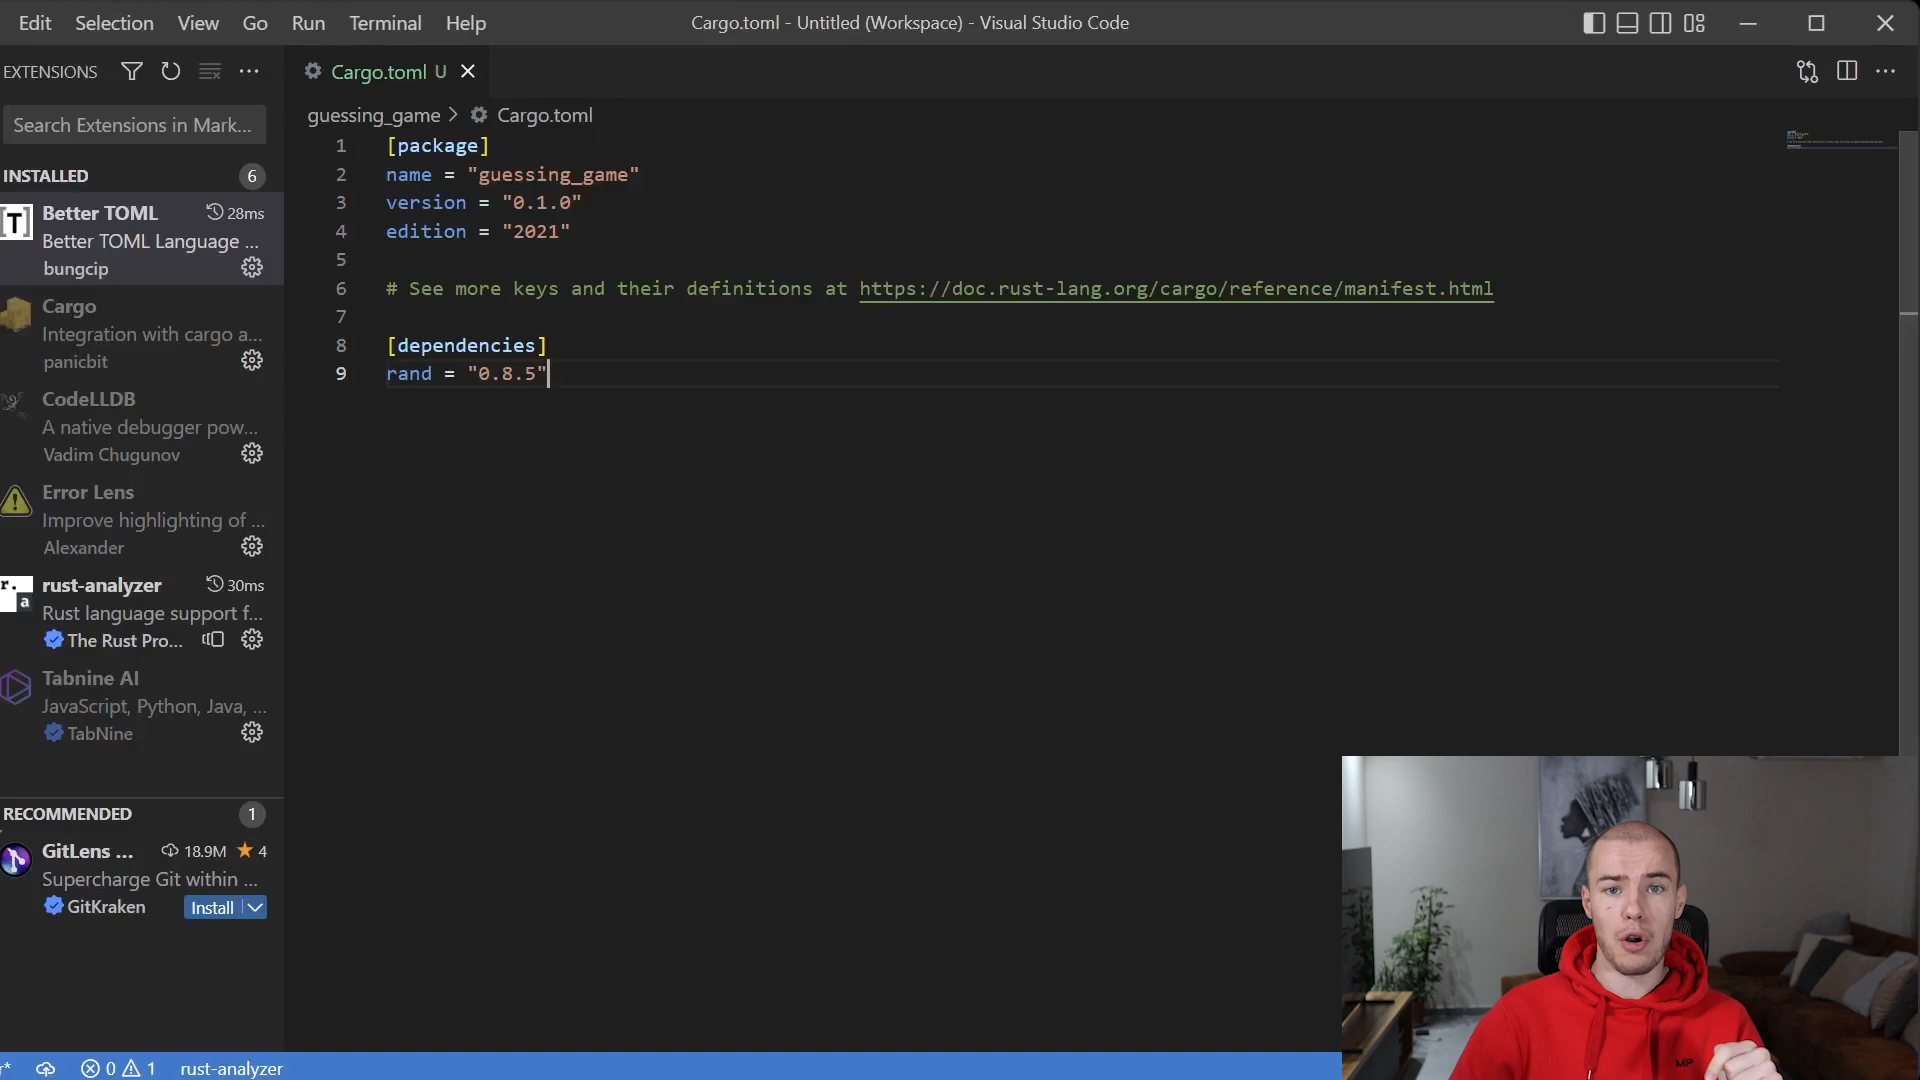 Edit Selection View Go Run Terminal Help
Cargo.toml - Untitled (Workspace) - Visual Studio Code
EXTENSIONS
Cargo.toml U
Search Extensions in Mark...
guessing_game > Cargo.toml
INSTALLED 6
Better TOML 28ms
Better TOML Language ...
bungcip
Cargo
Integration with cargo a...
panicbit
CodeLLDB
A native debugger pow...
Vadim Chugunov
Error Lens
Improve highlighting of ...
Alexander
r.
a
rust-analyzer 30ms
Rust language support f...
The Rust Pro...
Tabnine AI
JavaScript, Python, Java, ...
TabNine
RECOMMENDED 1
GitLens ... 18.9M 4
Supercharge Git within ...
GitKraken Install
1 [package]
2 name = "guessing_game"
3 version = "0.1.0"
4 edition = "2021"
5
6 # See more keys and their definitions at https://doc.rust-lang.org/cargo/reference/manifest.html
7
8 [dependencies]
9 rand = "0.8.5"
0 1 rust-analyzer
MP